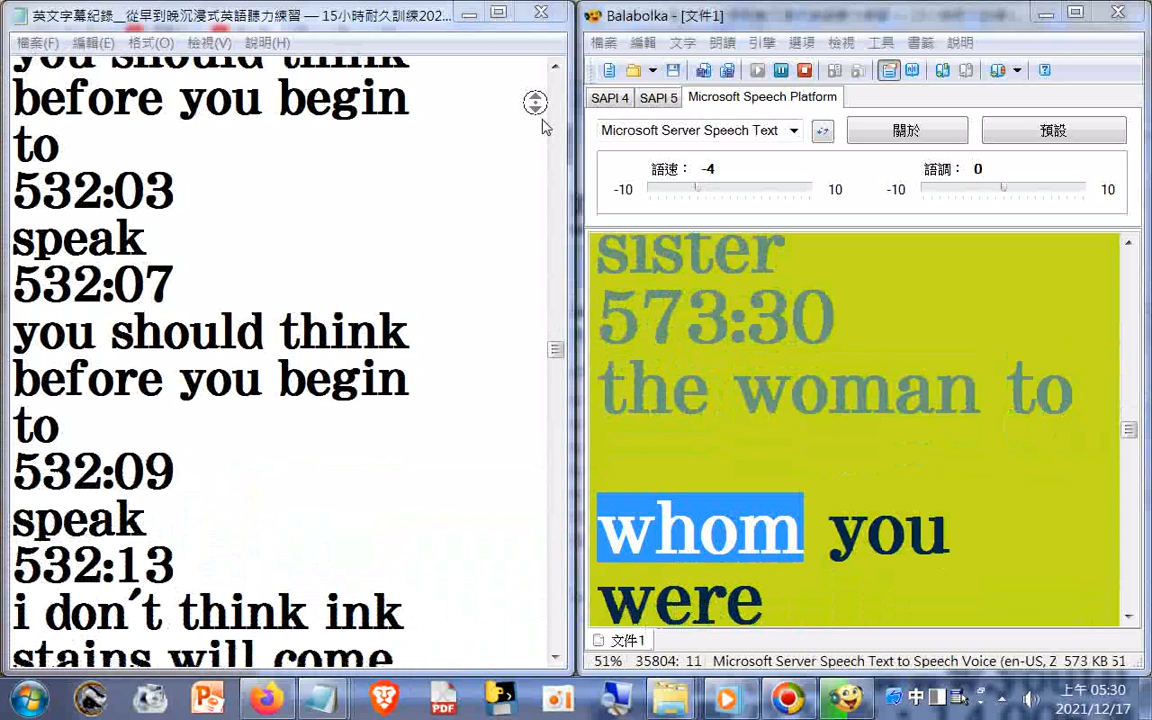 英文字幕紀錄__從早到晚沉浸式英語聽力練習 — 15小時耐久訓練202...
檔案(F) 編輯(E) 格式(O) 檢視(V) 說明(H)
you should think
before you begin
to
532:03
speak
532:07
you should think
before you begin
to
532:09
speak
532:13
i don't think ink
stains will come
Balabolka - [文件1]
檔案 編輯 文字 朗讀 引擎 選項 檢視 工具 書籤 說明
SAPI 4 SAPI 5 Microsoft Speech Platform
Microsoft Server Speech Text 關於 預設
語速： -4 語調： 0
-10 10 -10 10
sister
573:30
the woman to
whom you
were
文件1
51% 35804: 11 Microsoft Server Speech Text to Speech Voice (en-US, Z 573 KB 51
中 上午 05:30
2021/12/17